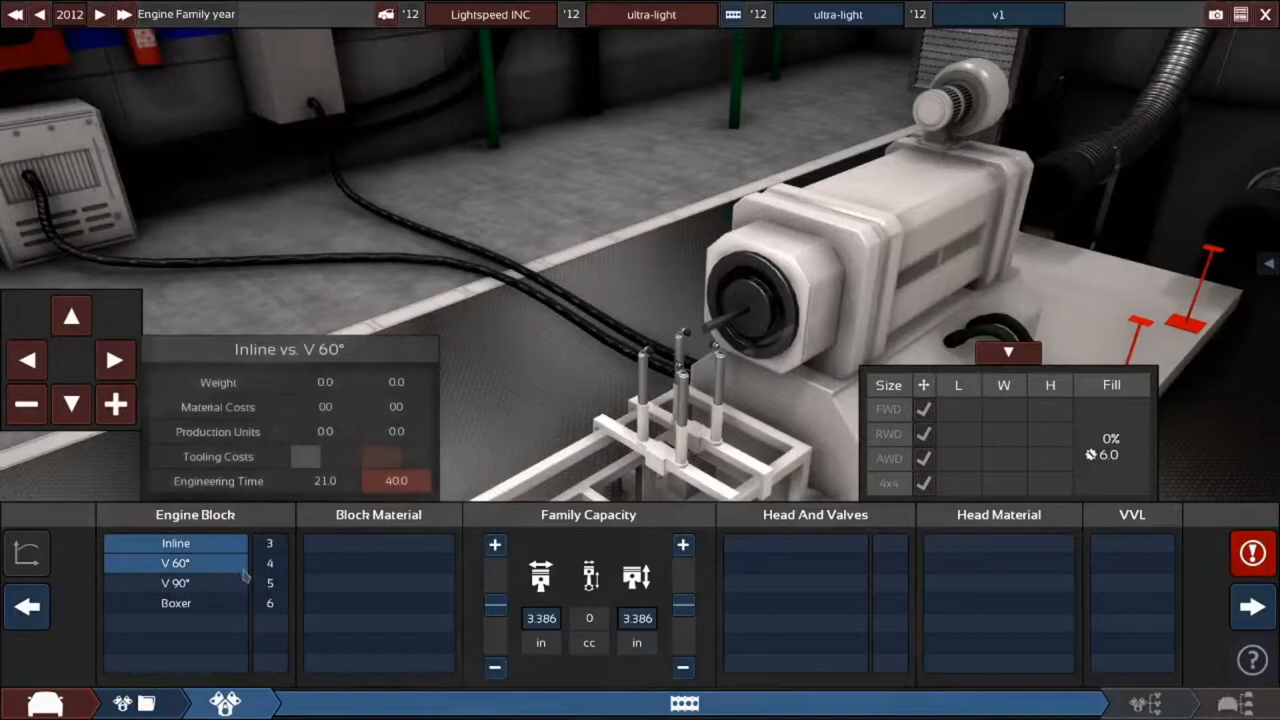 2012 Engine Family year '12 Lightspeed INC '12 ultra-light '12 ultra-light '12 v1
Inline vs. V 60°
Weight 0.0 0.0
Material Costs 00 00
Production Units 0.0 0.0
Tooling Costs
Engineering Time 21.0 40.0
Size L W H Fill
FWD
RWD
AWD
4x4
0%
6.0
Engine Block
Inline 3
V 60° 4
V 90° 5
Boxer 6
Block Material
Family Capacity
3.386 0 3.386
in cc in
Head And Valves
Head Material
VVL